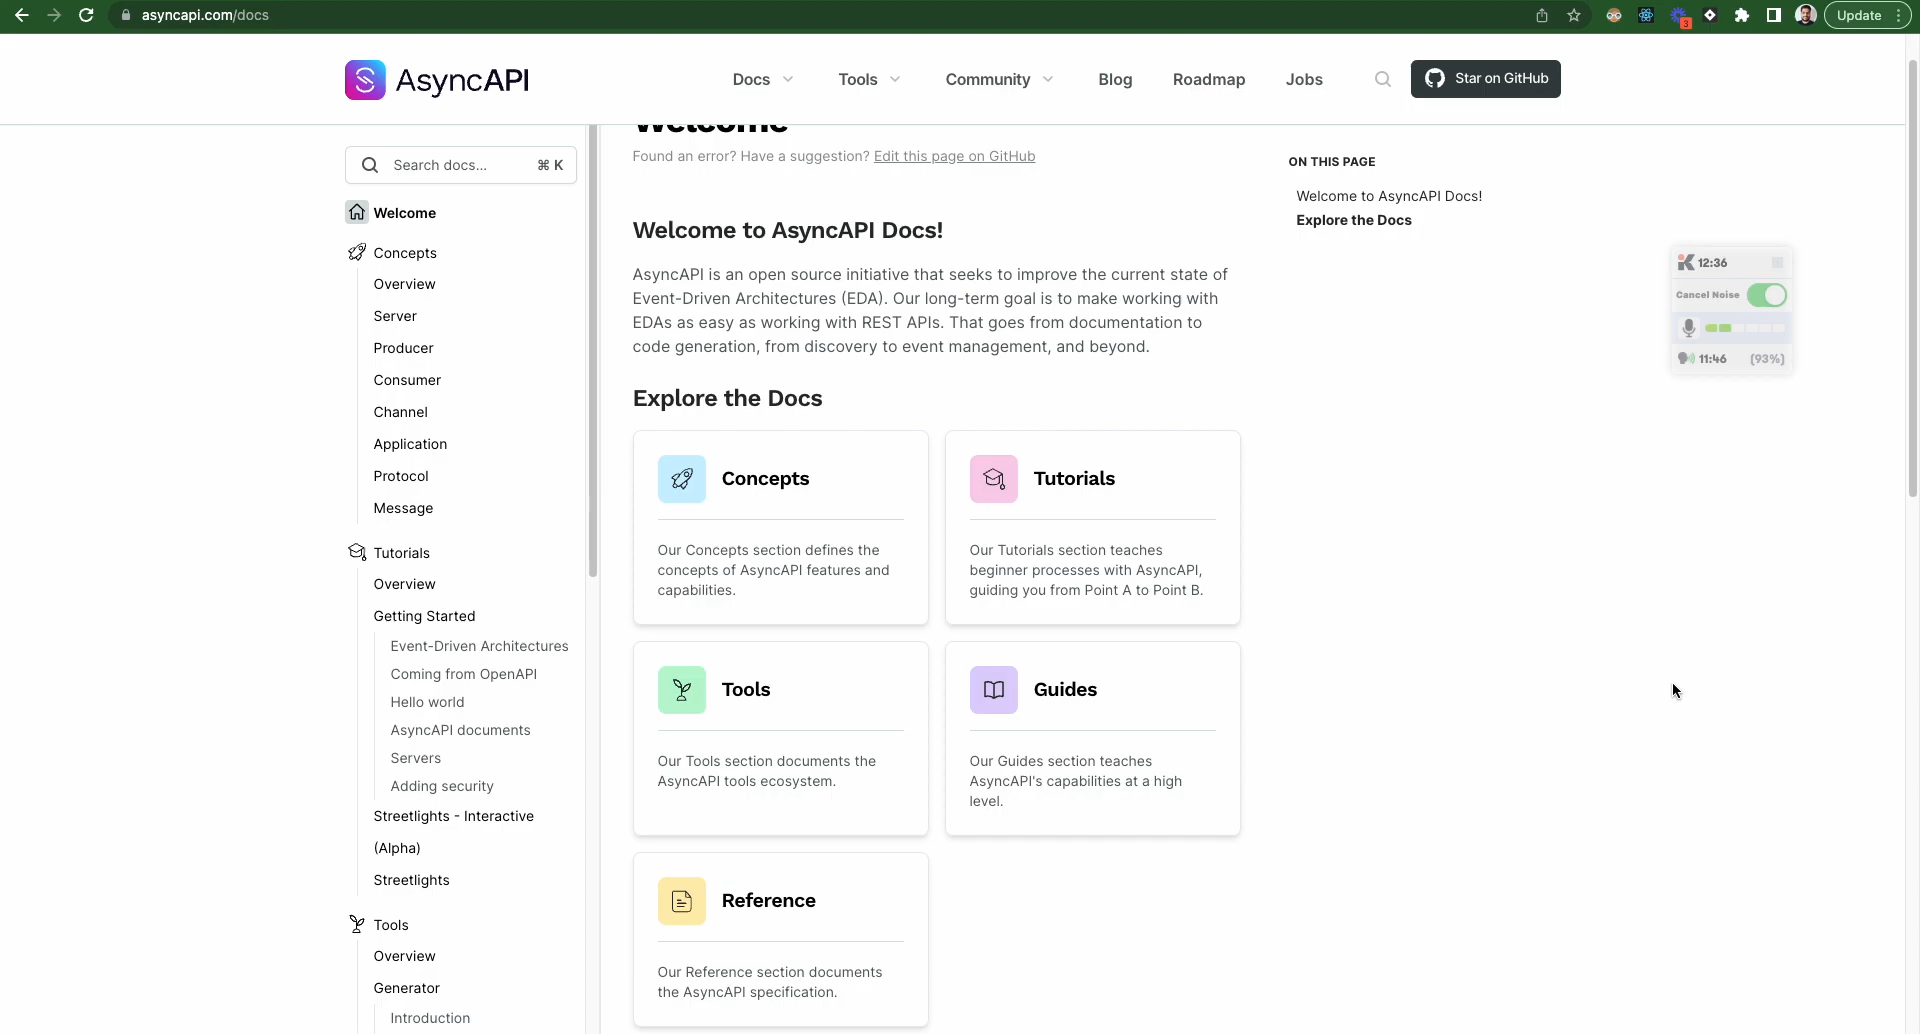 asyncapi.com/docs
3
Update
AsyncAPI
Docs
Tools
Community
Blog
Roadmap
Jobs
Star on GitHub
Search docs...
⌘ K
Welcome
Concepts
Overview
Server
Producer
Consumer
Channel
Application
Protocol
Message
Tutorials
Overview
Getting Started
Event-Driven Architectures
Coming from OpenAPI
Hello world
AsyncAPI documents
Servers
Adding security
Streetlights - Interactive
(Alpha)
Streetlights
Tools
Overview
Generator
Introduction
Welcome
Found an error? Have a suggestion? Edit this page on GitHub
Welcome to AsyncAPI Docs!
AsyncAPI is an open source initiative that seeks to improve the current state of
Event-Driven Architectures (EDA). Our long-term goal is to make working with
EDAs as easy as working with REST APIs. That goes from documentation to
code generation, from discovery to event management, and beyond.
Explore the Docs
Concepts
Our Concepts section defines the
concepts of AsyncAPI features and
capabilities.
Tutorials
Our Tutorials section teaches
beginner processes with AsyncAPI,
guiding you from Point A to Point B.
Tools
Our Tools section documents the
AsyncAPI tools ecosystem.
Guides
Our Guides section teaches
AsyncAPI's capabilities at a high
level.
Reference
Our Reference section documents
the AsyncAPI specification.
ON THIS PAGE
Welcome to AsyncAPI Docs!
Explore the Docs
12:36
Cancel Noise
11:46 (93%)